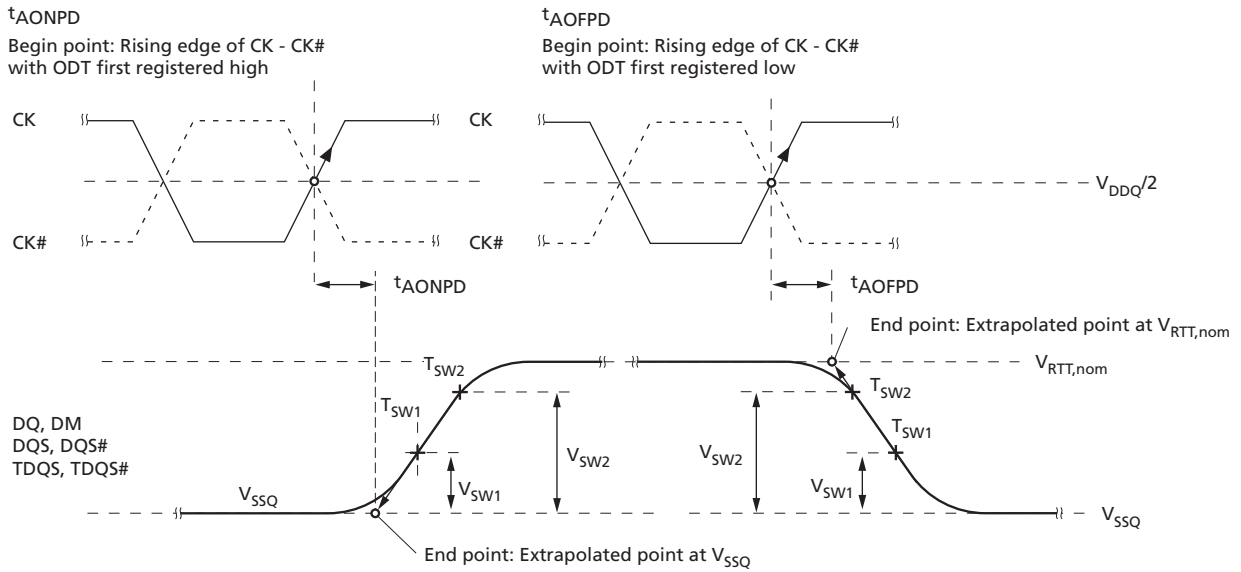 tAONPD
Begin point: Rising edge of CK - CK#
with ODT first registered high
tAOFPD
Begin point: Rising edge of CK - CK#
with ODT first registered low
CK
CK
VDDQ/2
CK#
CK#
tAONPD
tAOFPD
End point: Extrapolated point at VRTT,nom
VRTT,nom
TSW2
TSW2
TSW1
TSW1
DQ, DM
DQS, DQS#
TDQS, TDQS#
VSW2
VSW2
VSW1
VSW1
VSSQ
VSSQ
End point: Extrapolated point at VSSQ